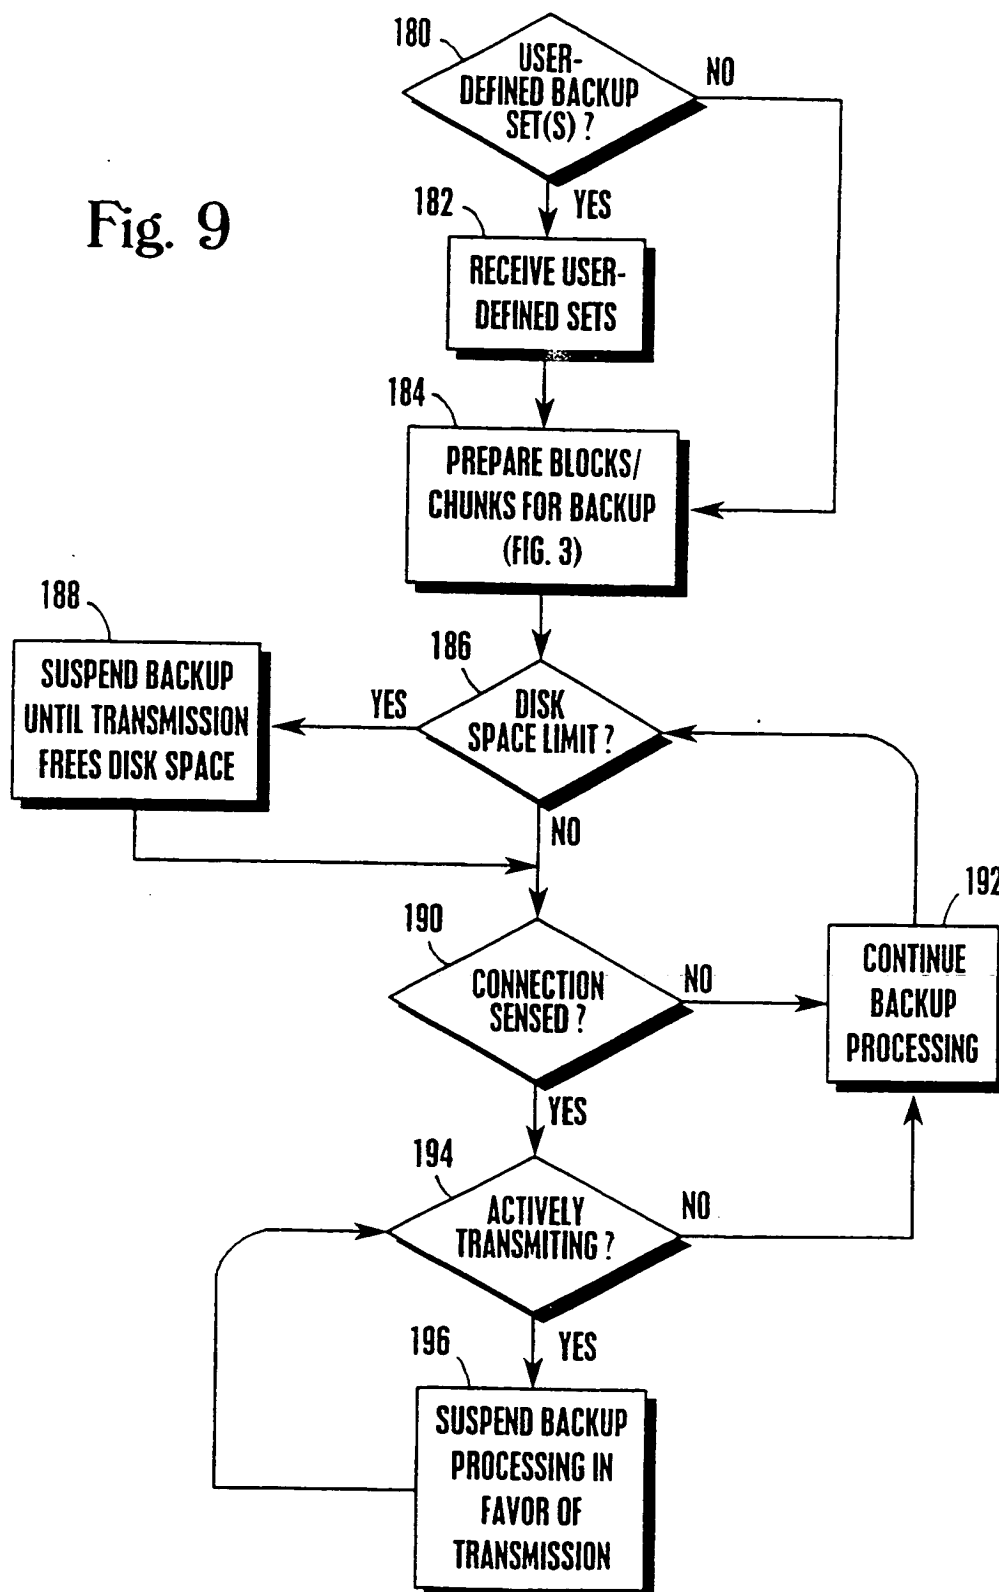 180
USER-
DEFINED BACKUP
SET(S) ?
NO
Fig. 9
182
YES
RECEIVE USER-
DEFINED SETS
184
PREPARE BLOCKS/
CHUNKS FOR BACKUP
(FIG. 3)
188
SUSPEND BACKUP
UNTIL TRANSMISSION
FREES DISK SPACE
186
YES
DISK
SPACE LIMIT ?
NO
190
CONNECTION
SENSED ?
NO
192
CONTINUE
BACKUP
PROCESSING
YES
194
ACTIVELY
TRANSMITING ?
NO
YES
196
SUSPEND BACKUP
PROCESSING IN
FAVOR OF
TRANSMISSION